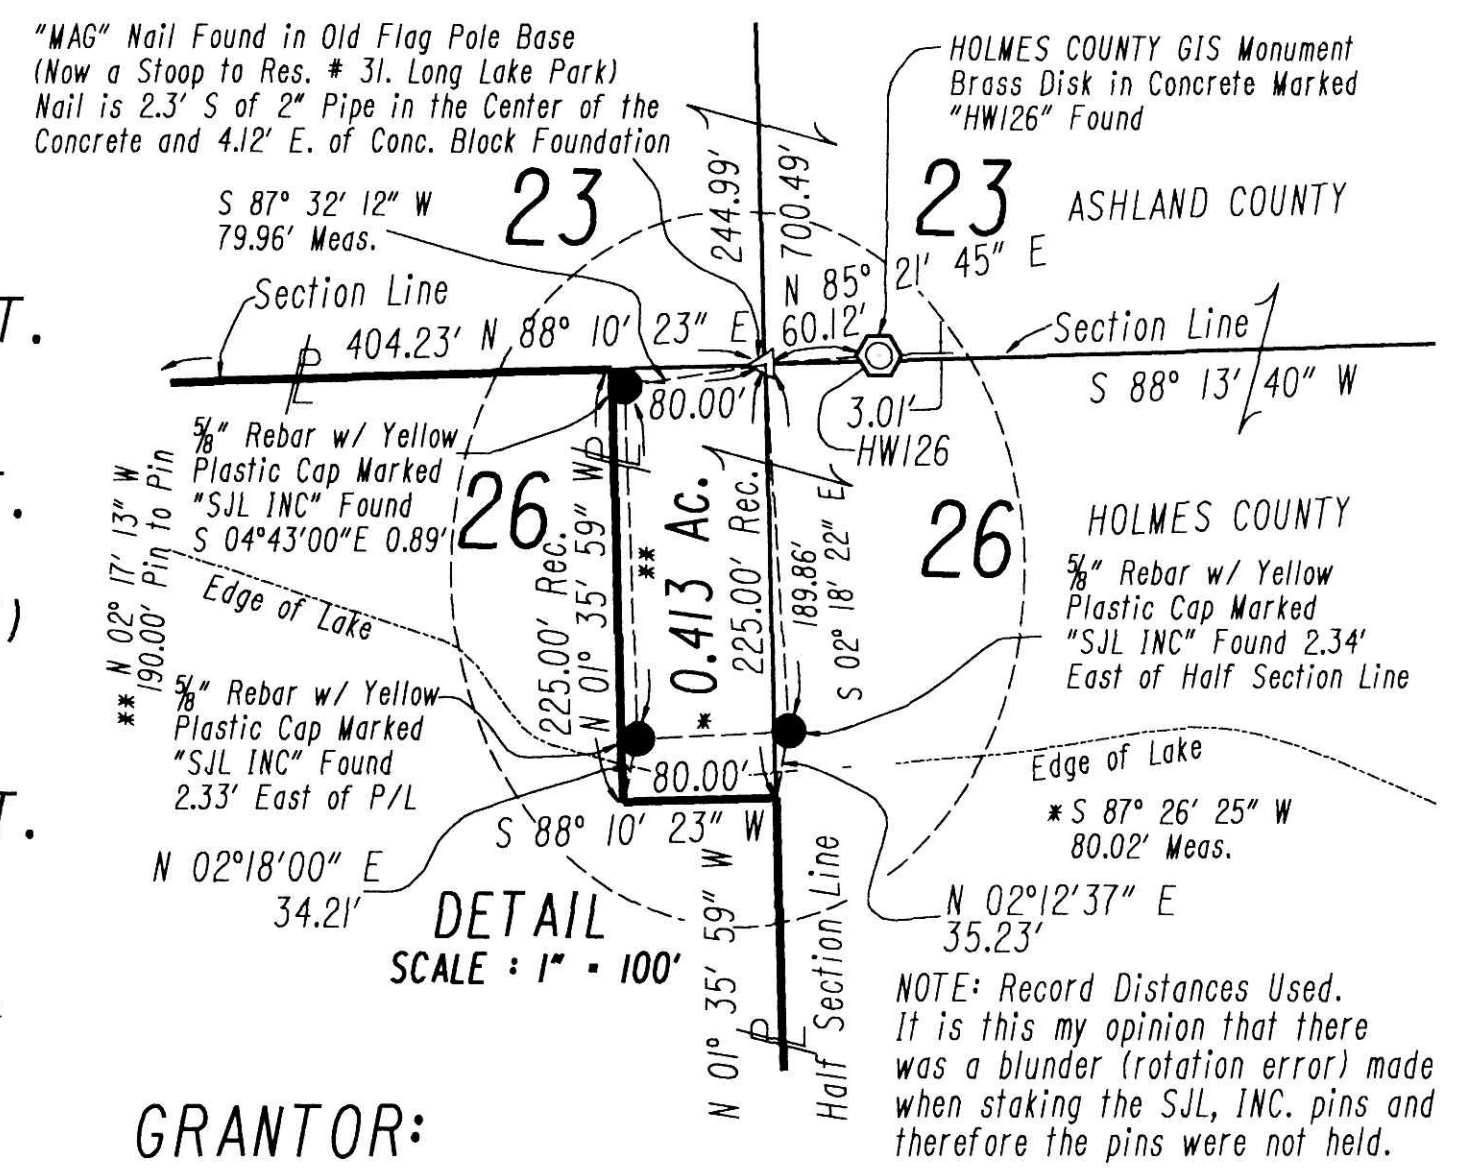 "MAG" Nail Found in Old Flag Pole Base
(Now a Stoop to Res. # 31. Long Lake Park)
Nail is 2.3' S of 2" Pipe in the Center of the
Concrete and 4.12' E. of Conc. Block Foundation
HOLMES COUNTY GIS Monument
Brass Disk in Concrete Marked
"HW126" Found
S 87° 32' 12" W
79.96' Meas.
23
244.99'
700.49'
23
ASHLAND COUNTY
N 85° 21' 45" E
60.12'
Section Line
404.23' N 88° 10' 23" E
Section Line
S 88° 13' 40" W
T.
PL
80.00'
3.01'
HW126
5/8" Rebar w/ Yellow
Plastic Cap Marked
"SJL INC" Found
S 04°43'00"E 0.89'
PL
26
26
HOLMES COUNTY
** N 02° 17' 13" W
190.00' Pin to Pin
225.00' Rec.
N 01° 35' 59" W
**
* 0.413 Ac.
225.00' Rec.
189.86'
S 02° 18' 22" E
5/8" Rebar w/ Yellow
Plastic Cap Marked
"SJL INC" Found 2.34'
East of Half Section Line
.
)
Edge of Lake
5/8" Rebar w/ Yellow
Plastic Cap Marked
"SJL INC" Found
2.33' East of P/L
Edge of Lake
80.00'
S 88° 10' 23" W
* S 87° 26' 25" W
80.02' Meas.
T.
N 02°18'00" E
34.21'
N 02°12'37" E
35.23'
DETAIL
SCALE : 1" = 100'
N 01° 35' 59" W
PL
Half Section Line
NOTE: Record Distances Used.
It is this my opinion that there
was a blunder (rotation error) made
when staking the SJL, INC. pins and
therefore the pins were not held.
GRANTOR: